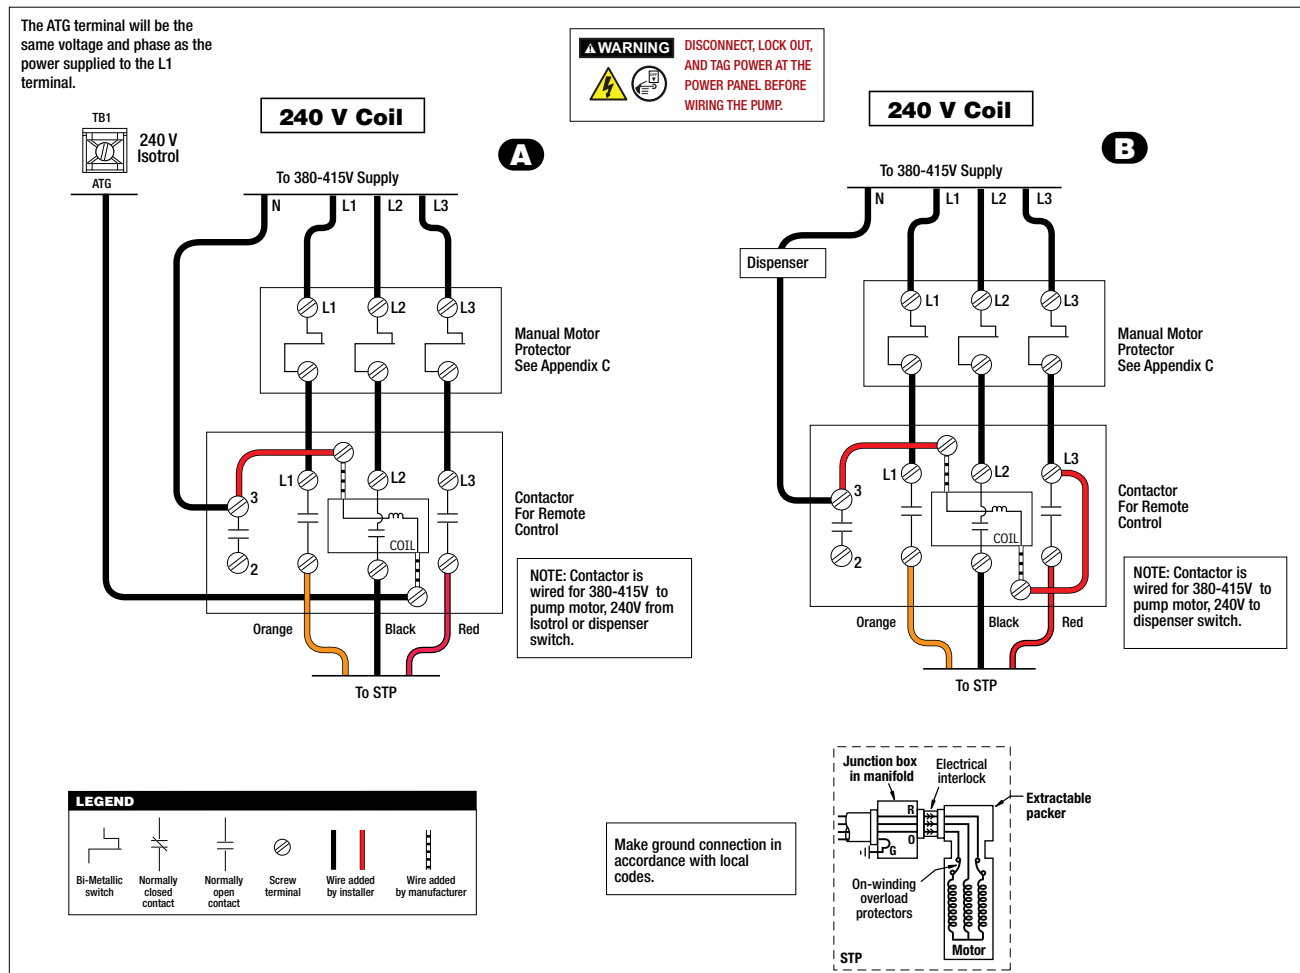 The ATG terminal will be the
same voltage and phase as the
power supplied to the L1
terminal.
WARNING
DISCONNECT, LOCK OUT,
AND TAG POWER AT THE
POWER PANEL BEFORE
WIRING THE PUMP.
OFF
TB1
240 V
Isotrol
ATG
240 V Coil
A
To 380-415V Supply
N
L1
L2
L3
L1
L2
L3
Manual Motor
Protector
See Appendix C
L1
L2
L3
3
2
COIL
Contactor
For Remote
Control
NOTE: Contactor is
wired for 380-415V to
pump motor, 240V from
Isotrol or dispenser
switch.
Orange
Black
Red
To STP
240 V Coil
B
To 380-415V Supply
N
L1
L2
L3
Dispenser
L1
L2
L3
Manual Motor
Protector
See Appendix C
L1
L2
L3
3
2
COIL
Contactor
For Remote
Control
NOTE: Contactor is
wired for 380-415V to
pump motor, 240V to
dispenser switch.
Orange
Black
Red
To STP
LEGEND
Bi-Metallic
switch
Normally
closed
contact
Normally
open
contact
Screw
terminal
Wire added
by installer
Wire added
by manufacturer
Make ground connection in
accordance with local
codes.
Junction box
in manifold
Electrical
interlock
Extractable
packer
R
O
G
On-winding
overload
protectors
Motor
STP